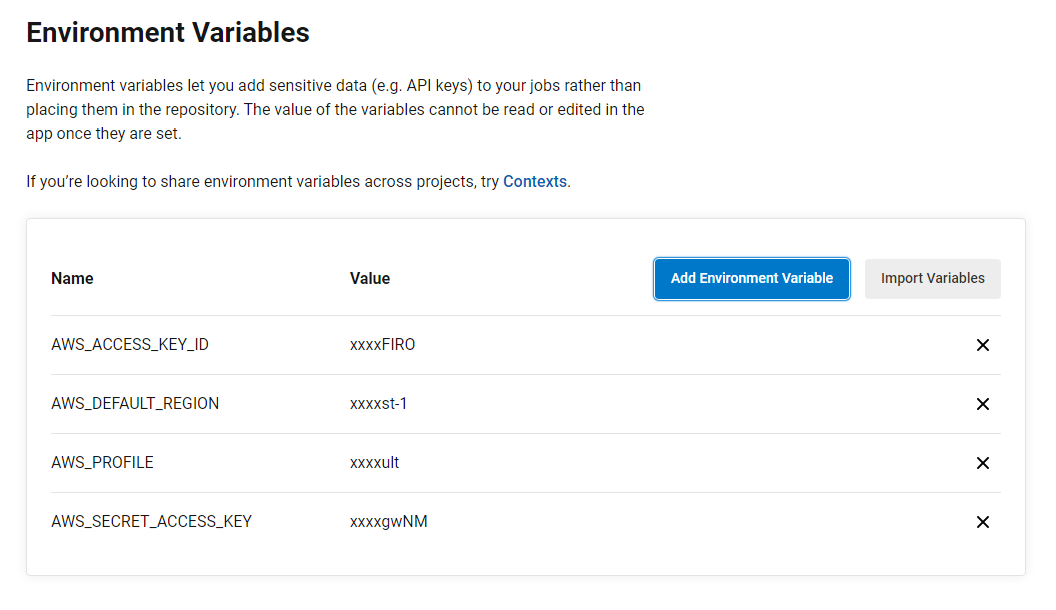 Environment Variables
Environment variables let you add sensitive data (e.g. API keys) to your jobs rather than
placing them in the repository. The value of the variables cannot be read or edited in the
app once they are set.
If you’re looking to share environment variables across projects, try Contexts.
Name Value Add Environment Variable Import Variables
AWS_ACCESS_KEY_ID xxxxFIRO
AWS_DEFAULT_REGION xxxxst-1
AWS_PROFILE xxxxult
AWS_SECRET_ACCESS_KEY xxxxgwNM